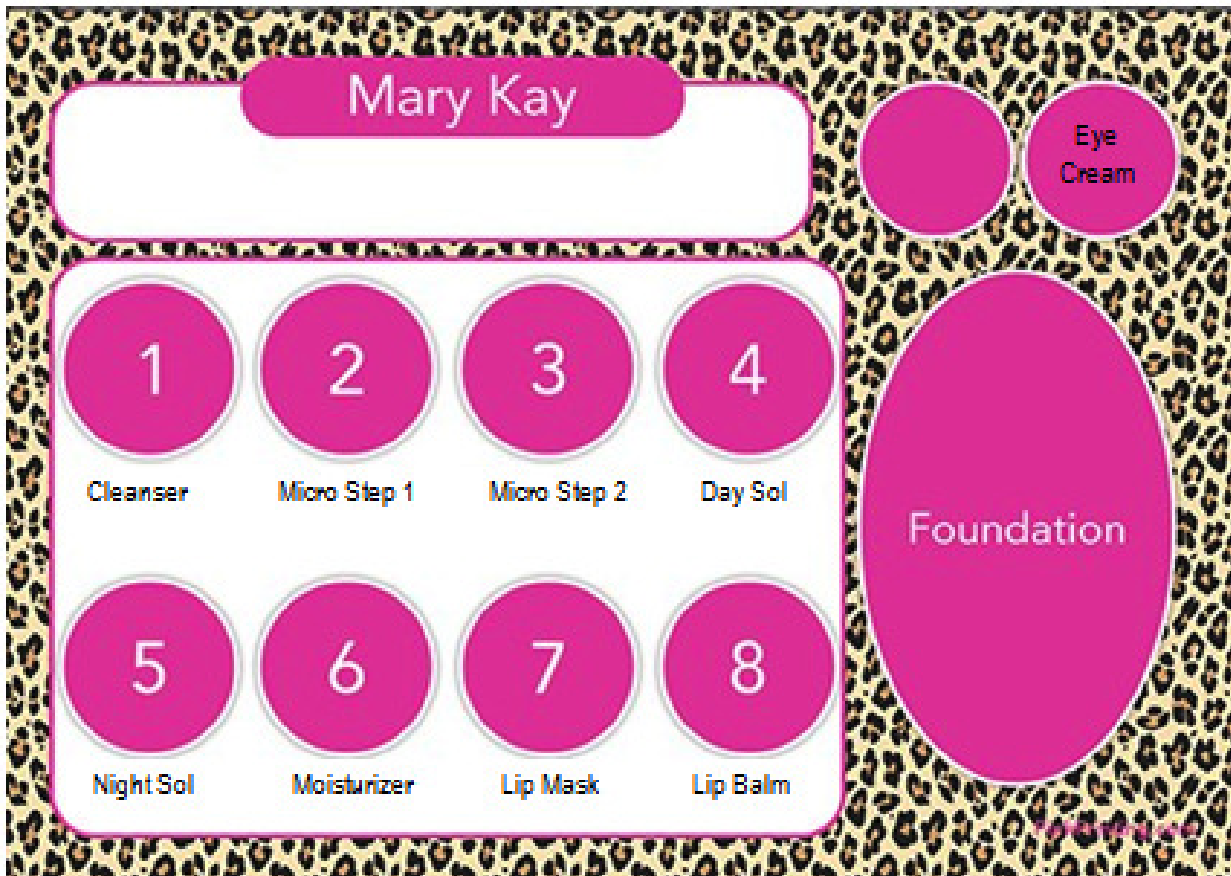 Mary Kay
Eye
Cream
1
2
3
4
Cleanser
Micro Step 1
Micro Step 2
Day Sol
Foundation
5
6
7
8
Night Sol
Moisturizer
Lip Mask
Lip Balm